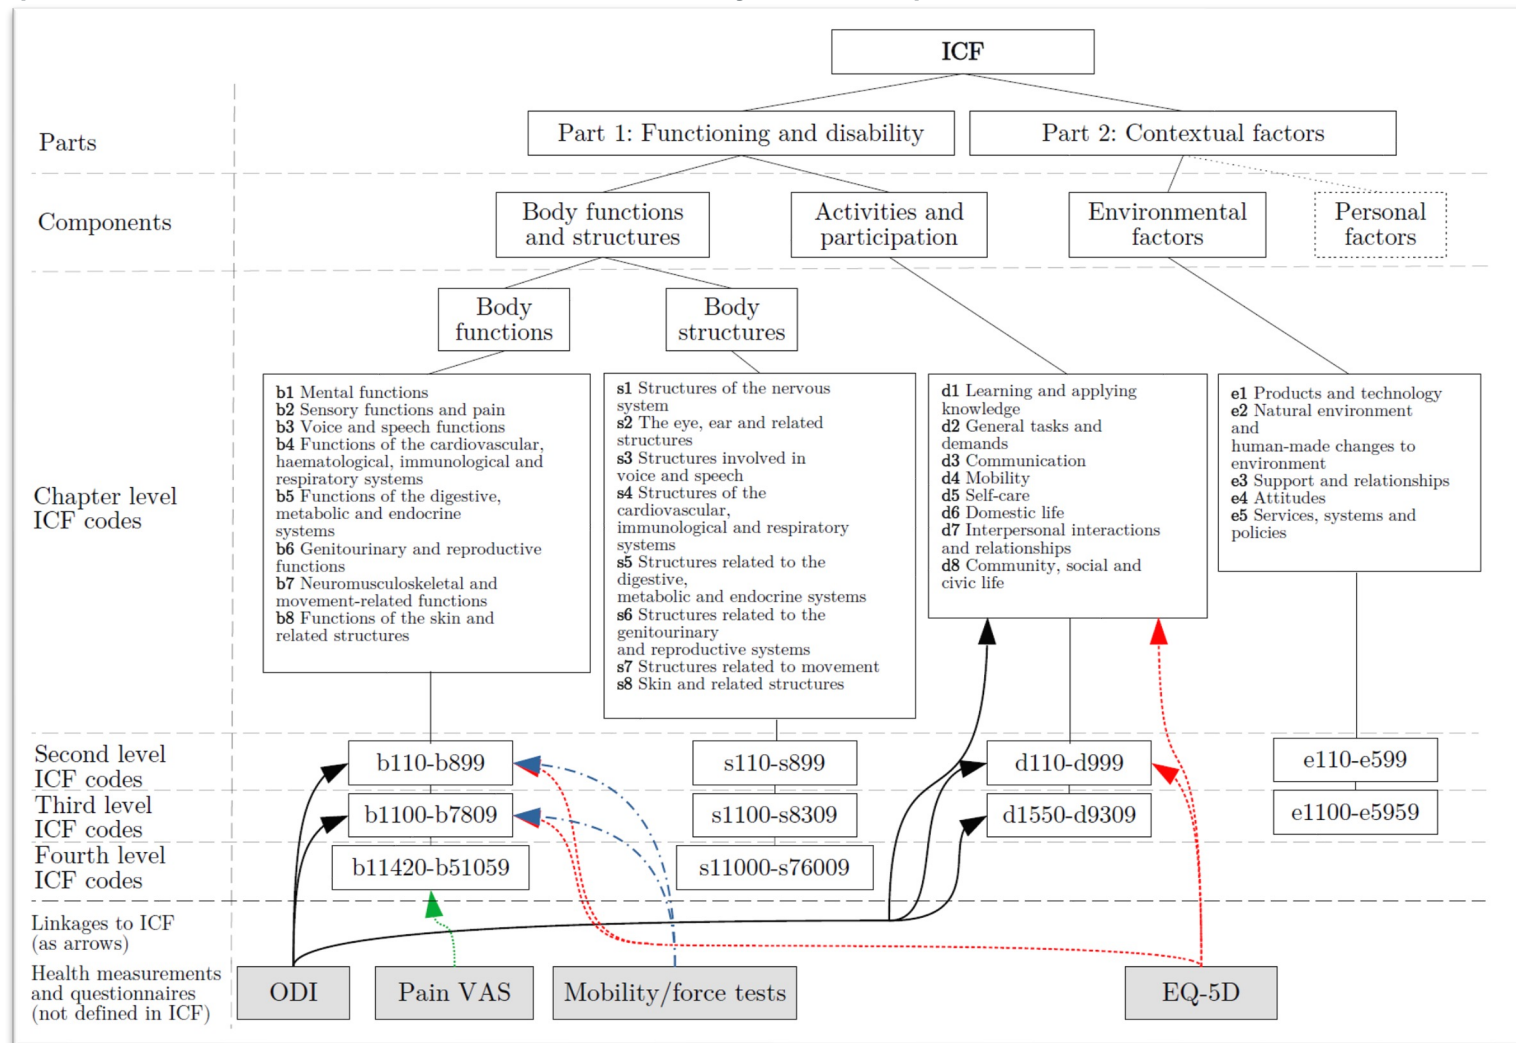 ICF
Parts
Part 1: Functioning and disability
Part 2: Contextual factors
Components
Body functions
and structures
Activities and
participation
Environmental
factors
Personal
factors
Body
functions
Body
structures
Chapter level
ICF codes
b1 Mental functions
b2 Sensory functions and pain
b3 Voice and speech functions
b4 Functions of the cardiovascular,
haematological, immunological and
respiratory systems
b5 Functions of the digestive,
metabolic and endocrine
systems
b6 Genitourinary and reproductive
functions
b7 Neuromusculoskeletal and
movement-related functions
b8 Functions of the skin and
related structures
s1 Structures of the nervous
system
s2 The eye, ear and related
structures
s3 Structures involved in
voice and speech
s4 Structures of the
cardiovascular,
immunological and respiratory
systems
s5 Structures related to the
digestive,
metabolic and endocrine systems
s6 Structures related to the
genitourinary
and reproductive systems
s7 Structures related to movement
s8 Skin and related structures
d1 Learning and applying
knowledge
d2 General tasks and
demands
d3 Communication
d4 Mobility
d5 Self-care
d6 Domestic life
d7 Interpersonal interactions
and relationships
d8 Community, social and
civic life
e1 Products and technology
e2 Natural environment
and
human-made changes to
environment
e3 Support and relationships
e4 Attitudes
e5 Services, systems and
policies
Second level
ICF codes
b110-b899
s110-s899
d110-d999
e110-e599
Third level
ICF codes
b1100-b7809
s1100-s8309
d1550-d9309
e1100-e5959
Fourth level
ICF codes
b11420-b51059
s11000-s76009
Linkages to ICF
(as arrows)
Health measurements
and questionnaires
(not defined in ICF)
ODI
Pain VAS
Mobility/force tests
EQ-5D